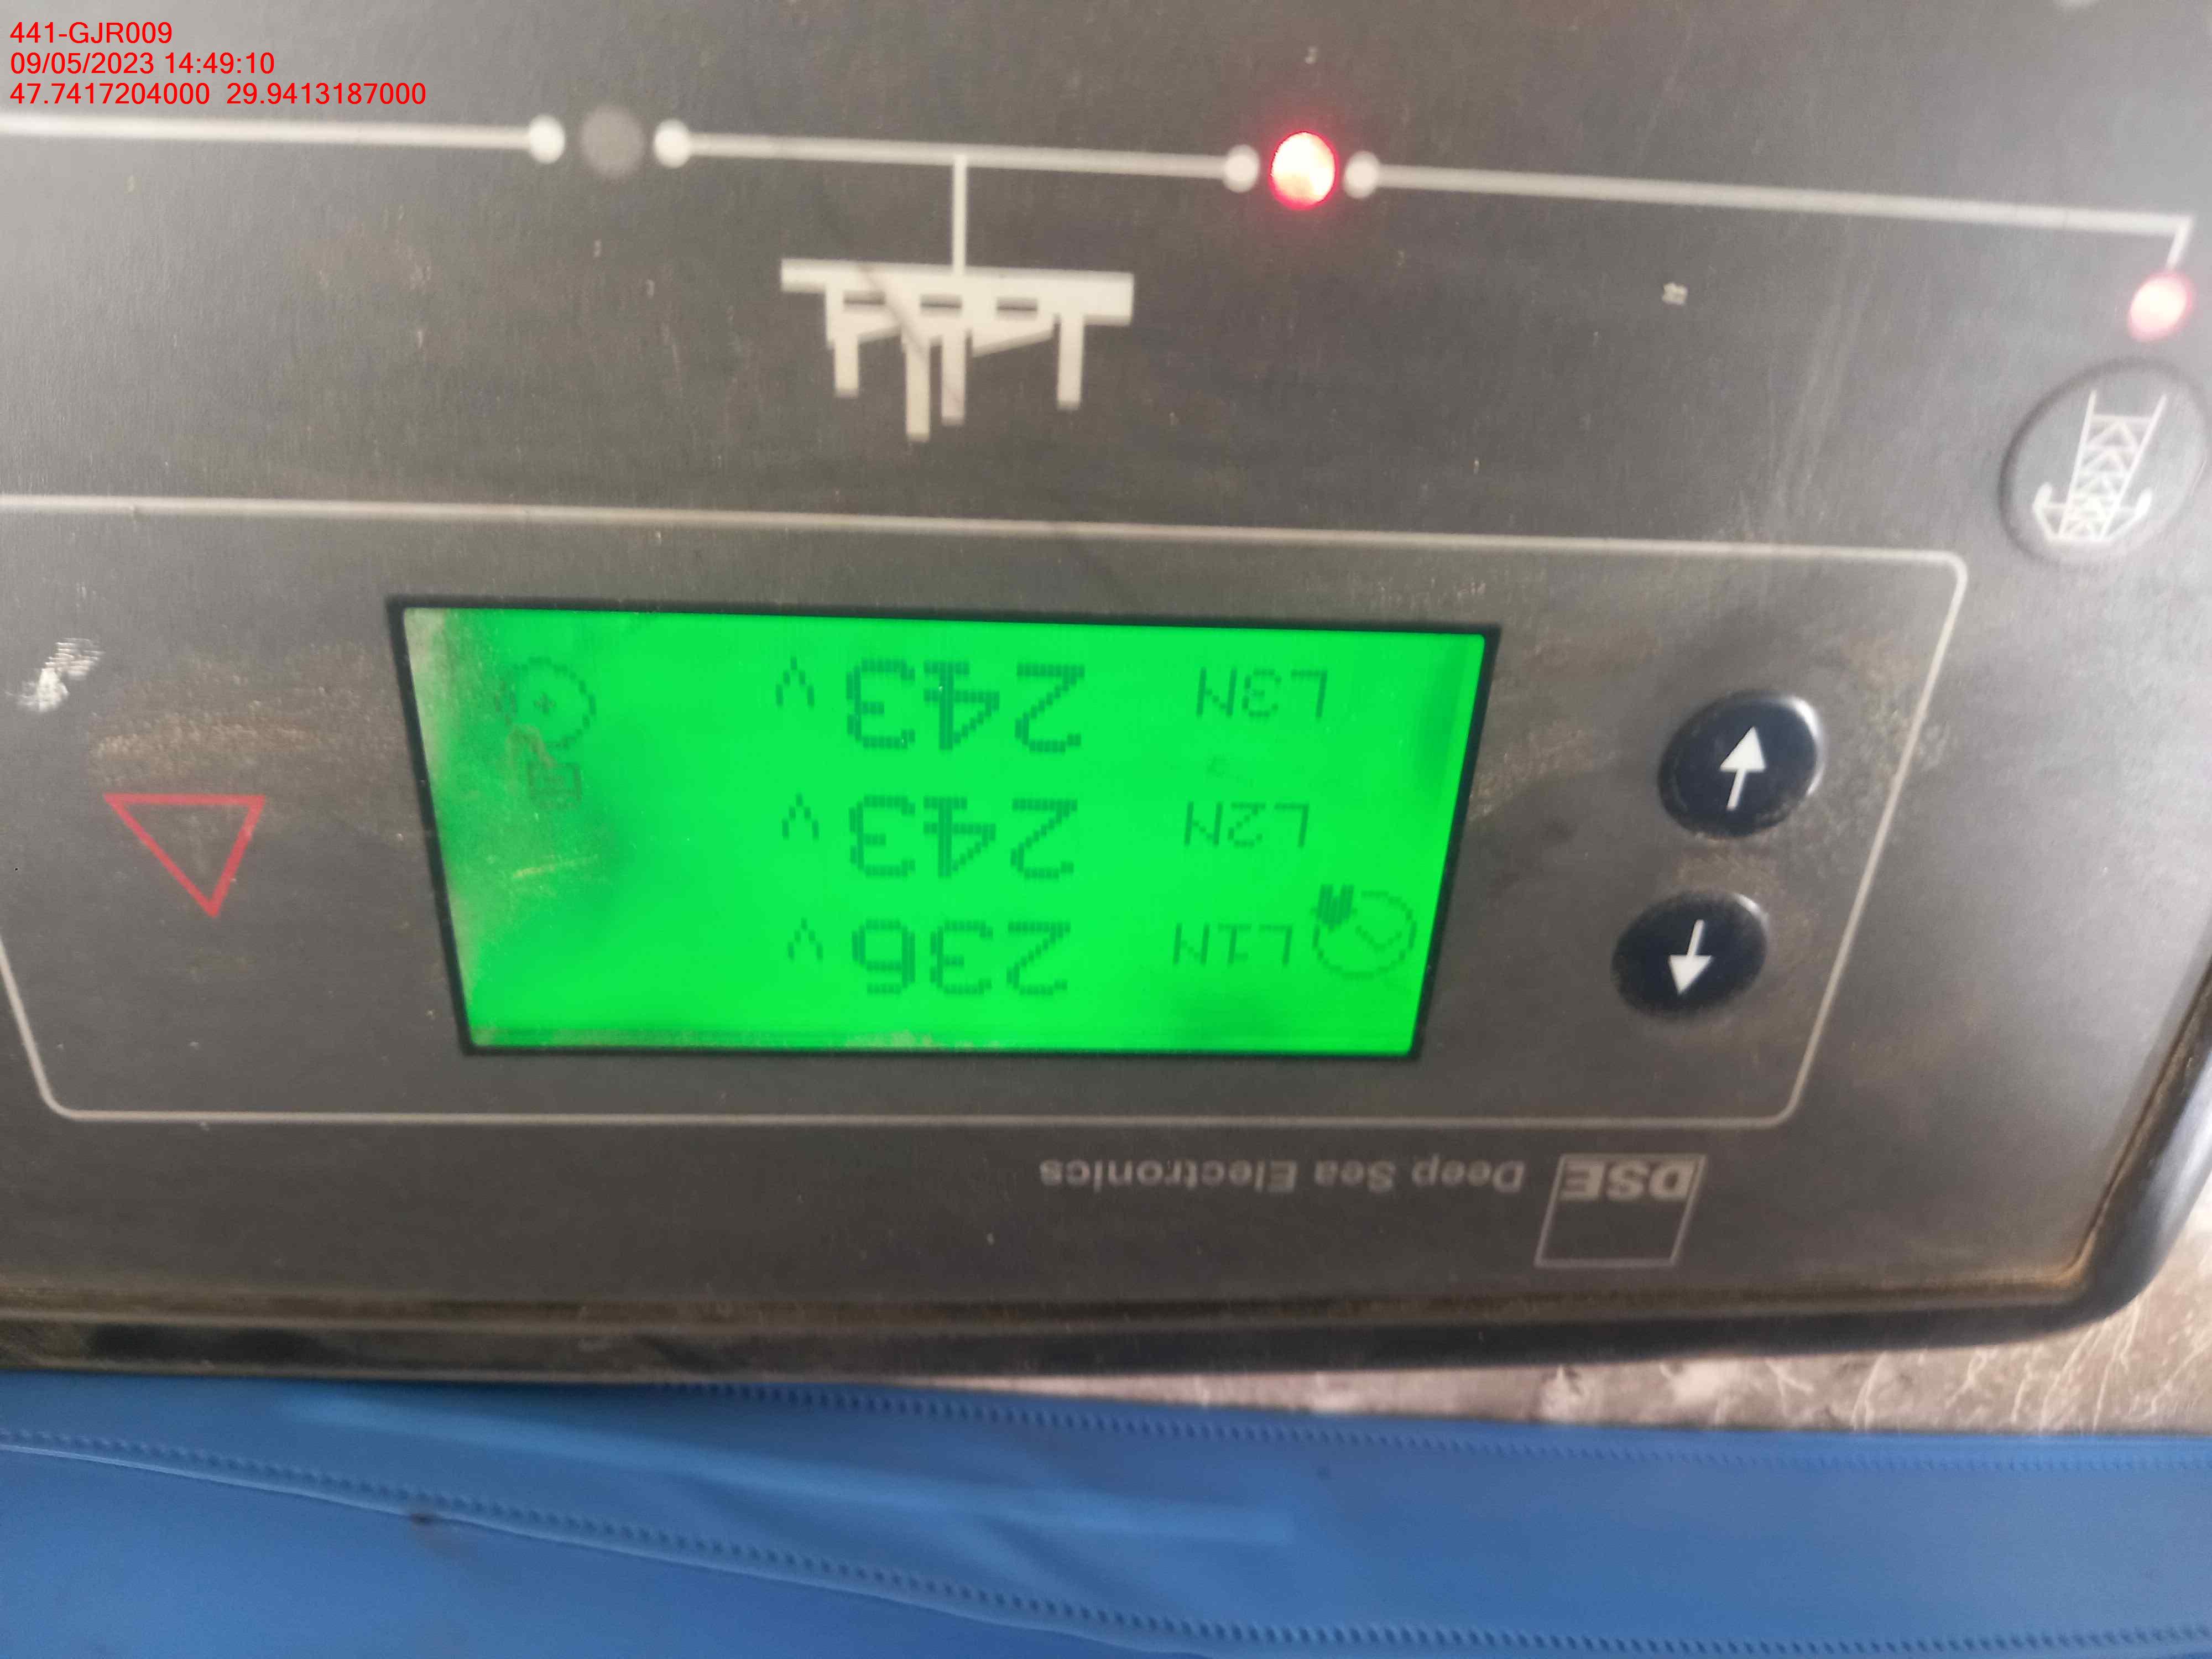 441-GJR009
09/05/2023 14:49:10
47.7417204000 29.9413187000
DSE Deep Sea Electronics
L1N 236 V
L2N 243 V
L3N 243 V